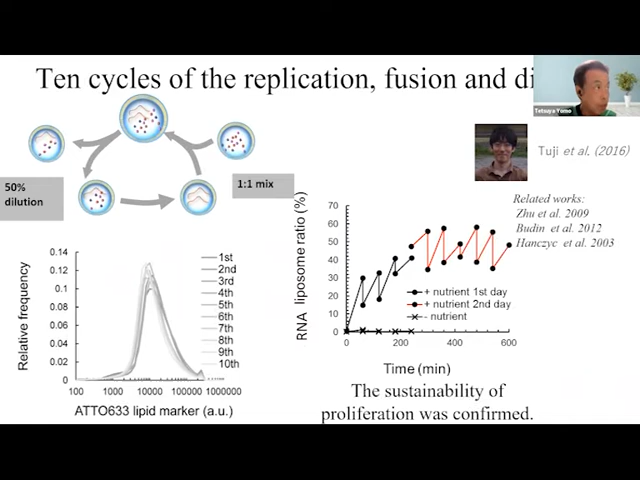 Ten cycles of the replication, fusion and di
Tetsuya Yomo
Tuji et al. (2016)
50%
dilution
1:1 mix
Related works:
Zhu et al. 2009
Budin et al. 2012
Hanczyc et al. 2003
Relative frequency
0.14
0.12
0.1
0.08
0.06
0.04
0.02
0
100
1000
10000
100000
1000000
ATTO633 lipid marker (a.u.)
1st
2nd
3rd
4th
5th
6th
7th
8th
9th
10th
RNA liposome ratio (%)
70
60
50
40
30
20
10
0
0
200
400
600
Time (min)
+ nutrient 1st day
+ nutrient 2nd day
- nutrient
The sustainability of
proliferation was confirmed.